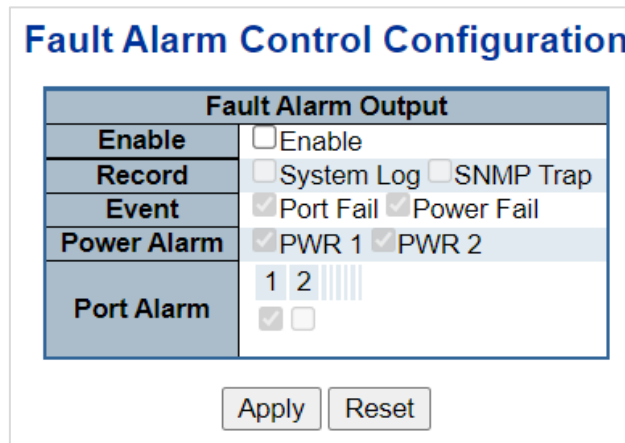 Fault Alarm Control Configuration
Fault Alarm Output
Enable Enable
Record System Log SNMP Trap
Event Port Fail Power Fail
Power Alarm PWR 1 PWR 2
Port Alarm 1 2
Apply Reset